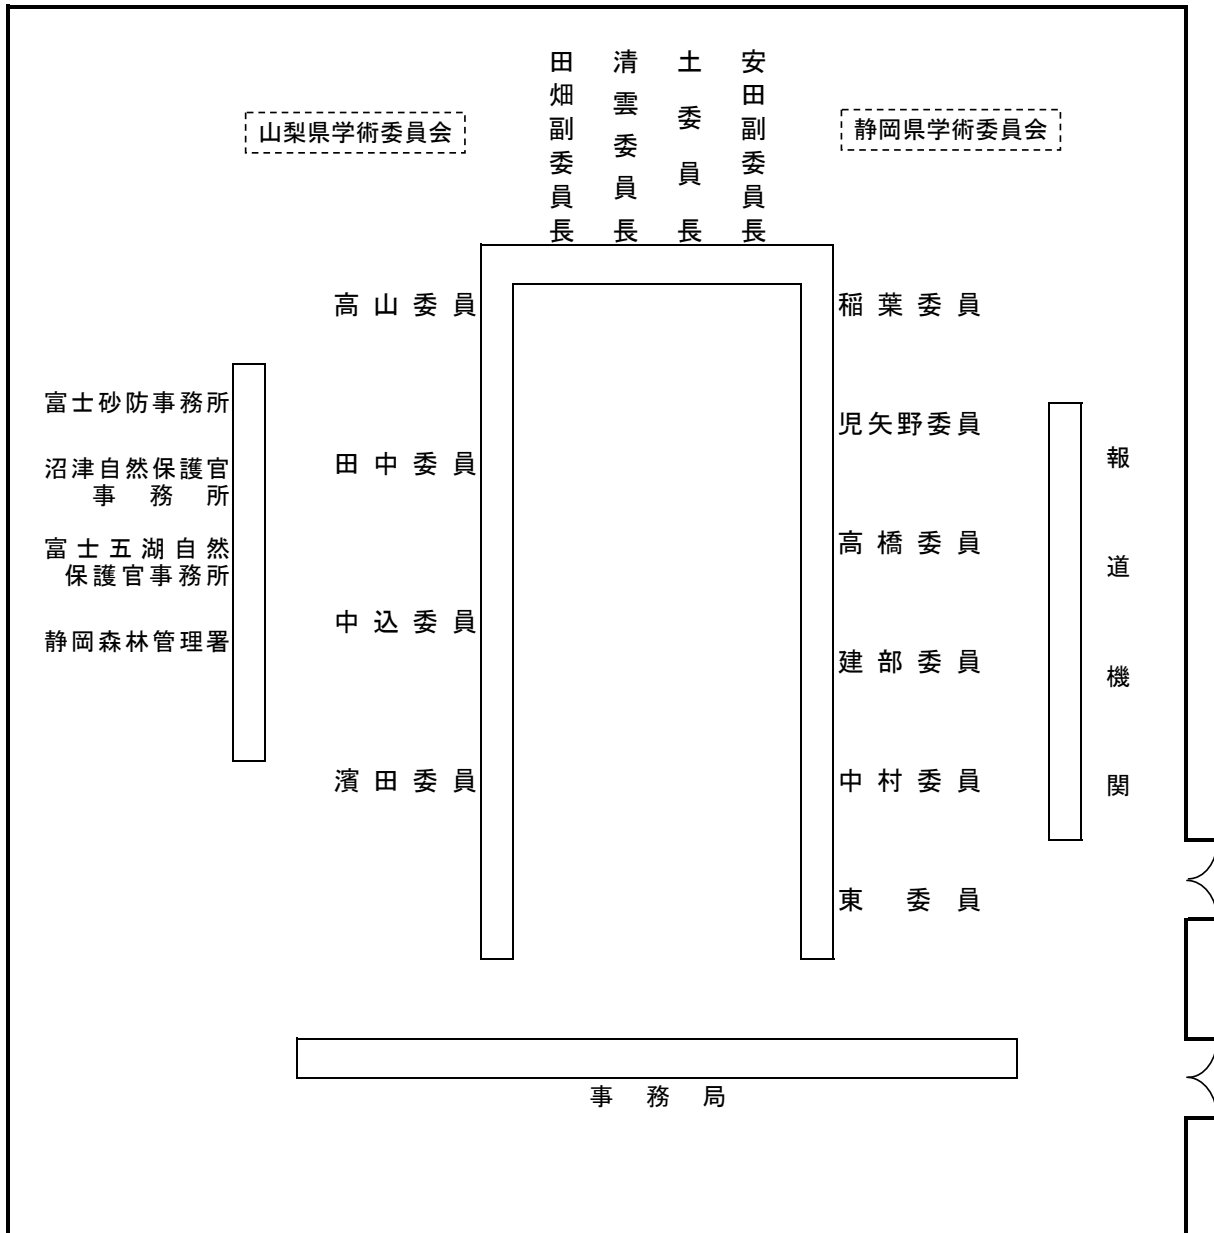 田畑副委員長
清雲委員長
土委員長
安田副委員長
山梨県学術委員会
静岡県学術委員会
高山委員
田中委員
中込委員
濱田委員
稲葉委員
児矢野委員
高橋委員
建部委員
中村委員
東委員
富士砂防事務所
沼津自然保護官
事務所
富士五湖自然
保護官事務所
静岡森林管理署
報道機関
事務局